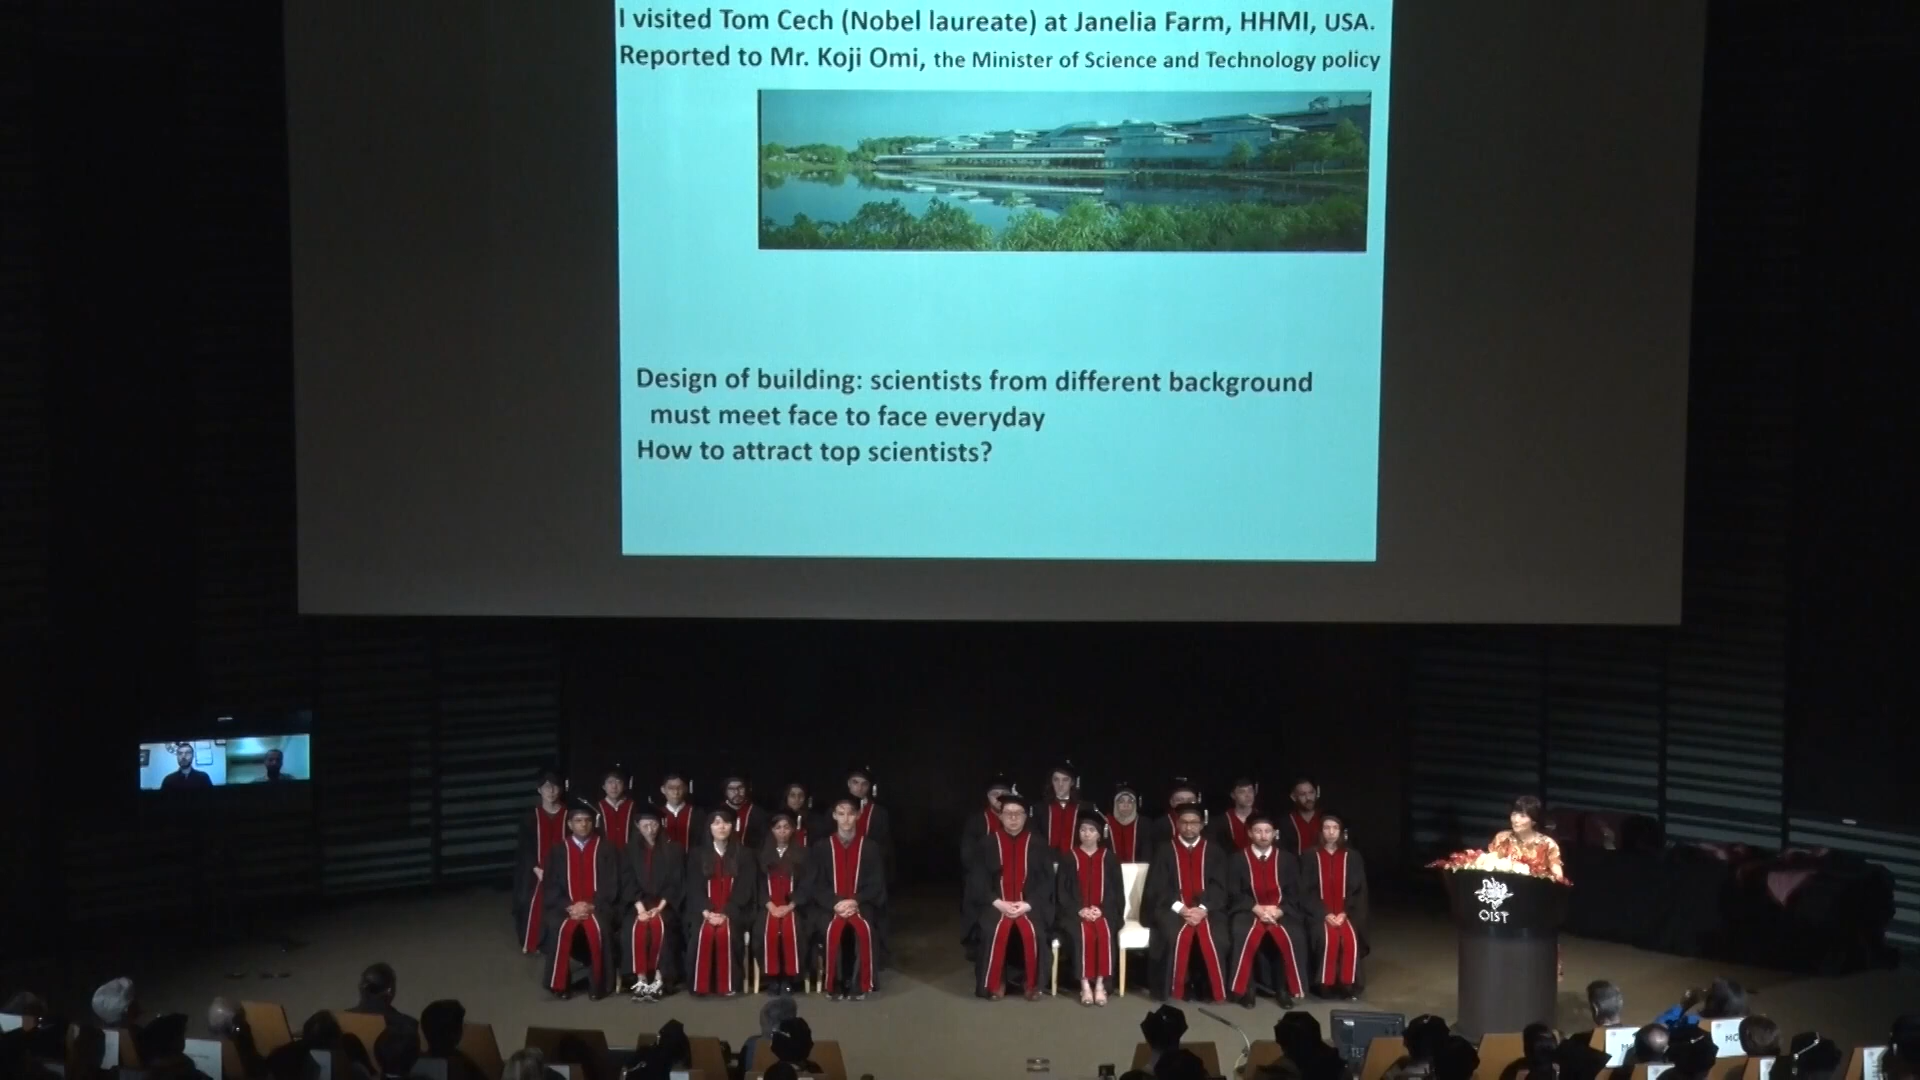 I visited Tom Cech (Nobel laureate) at Janelia Farm, HHMI, USA.
Reported to Mr. Koji Omi, the Minister of Science and Technology policy
Design of building: scientists from different background
must meet face to face everyday
How to attract top scientists?
OIST